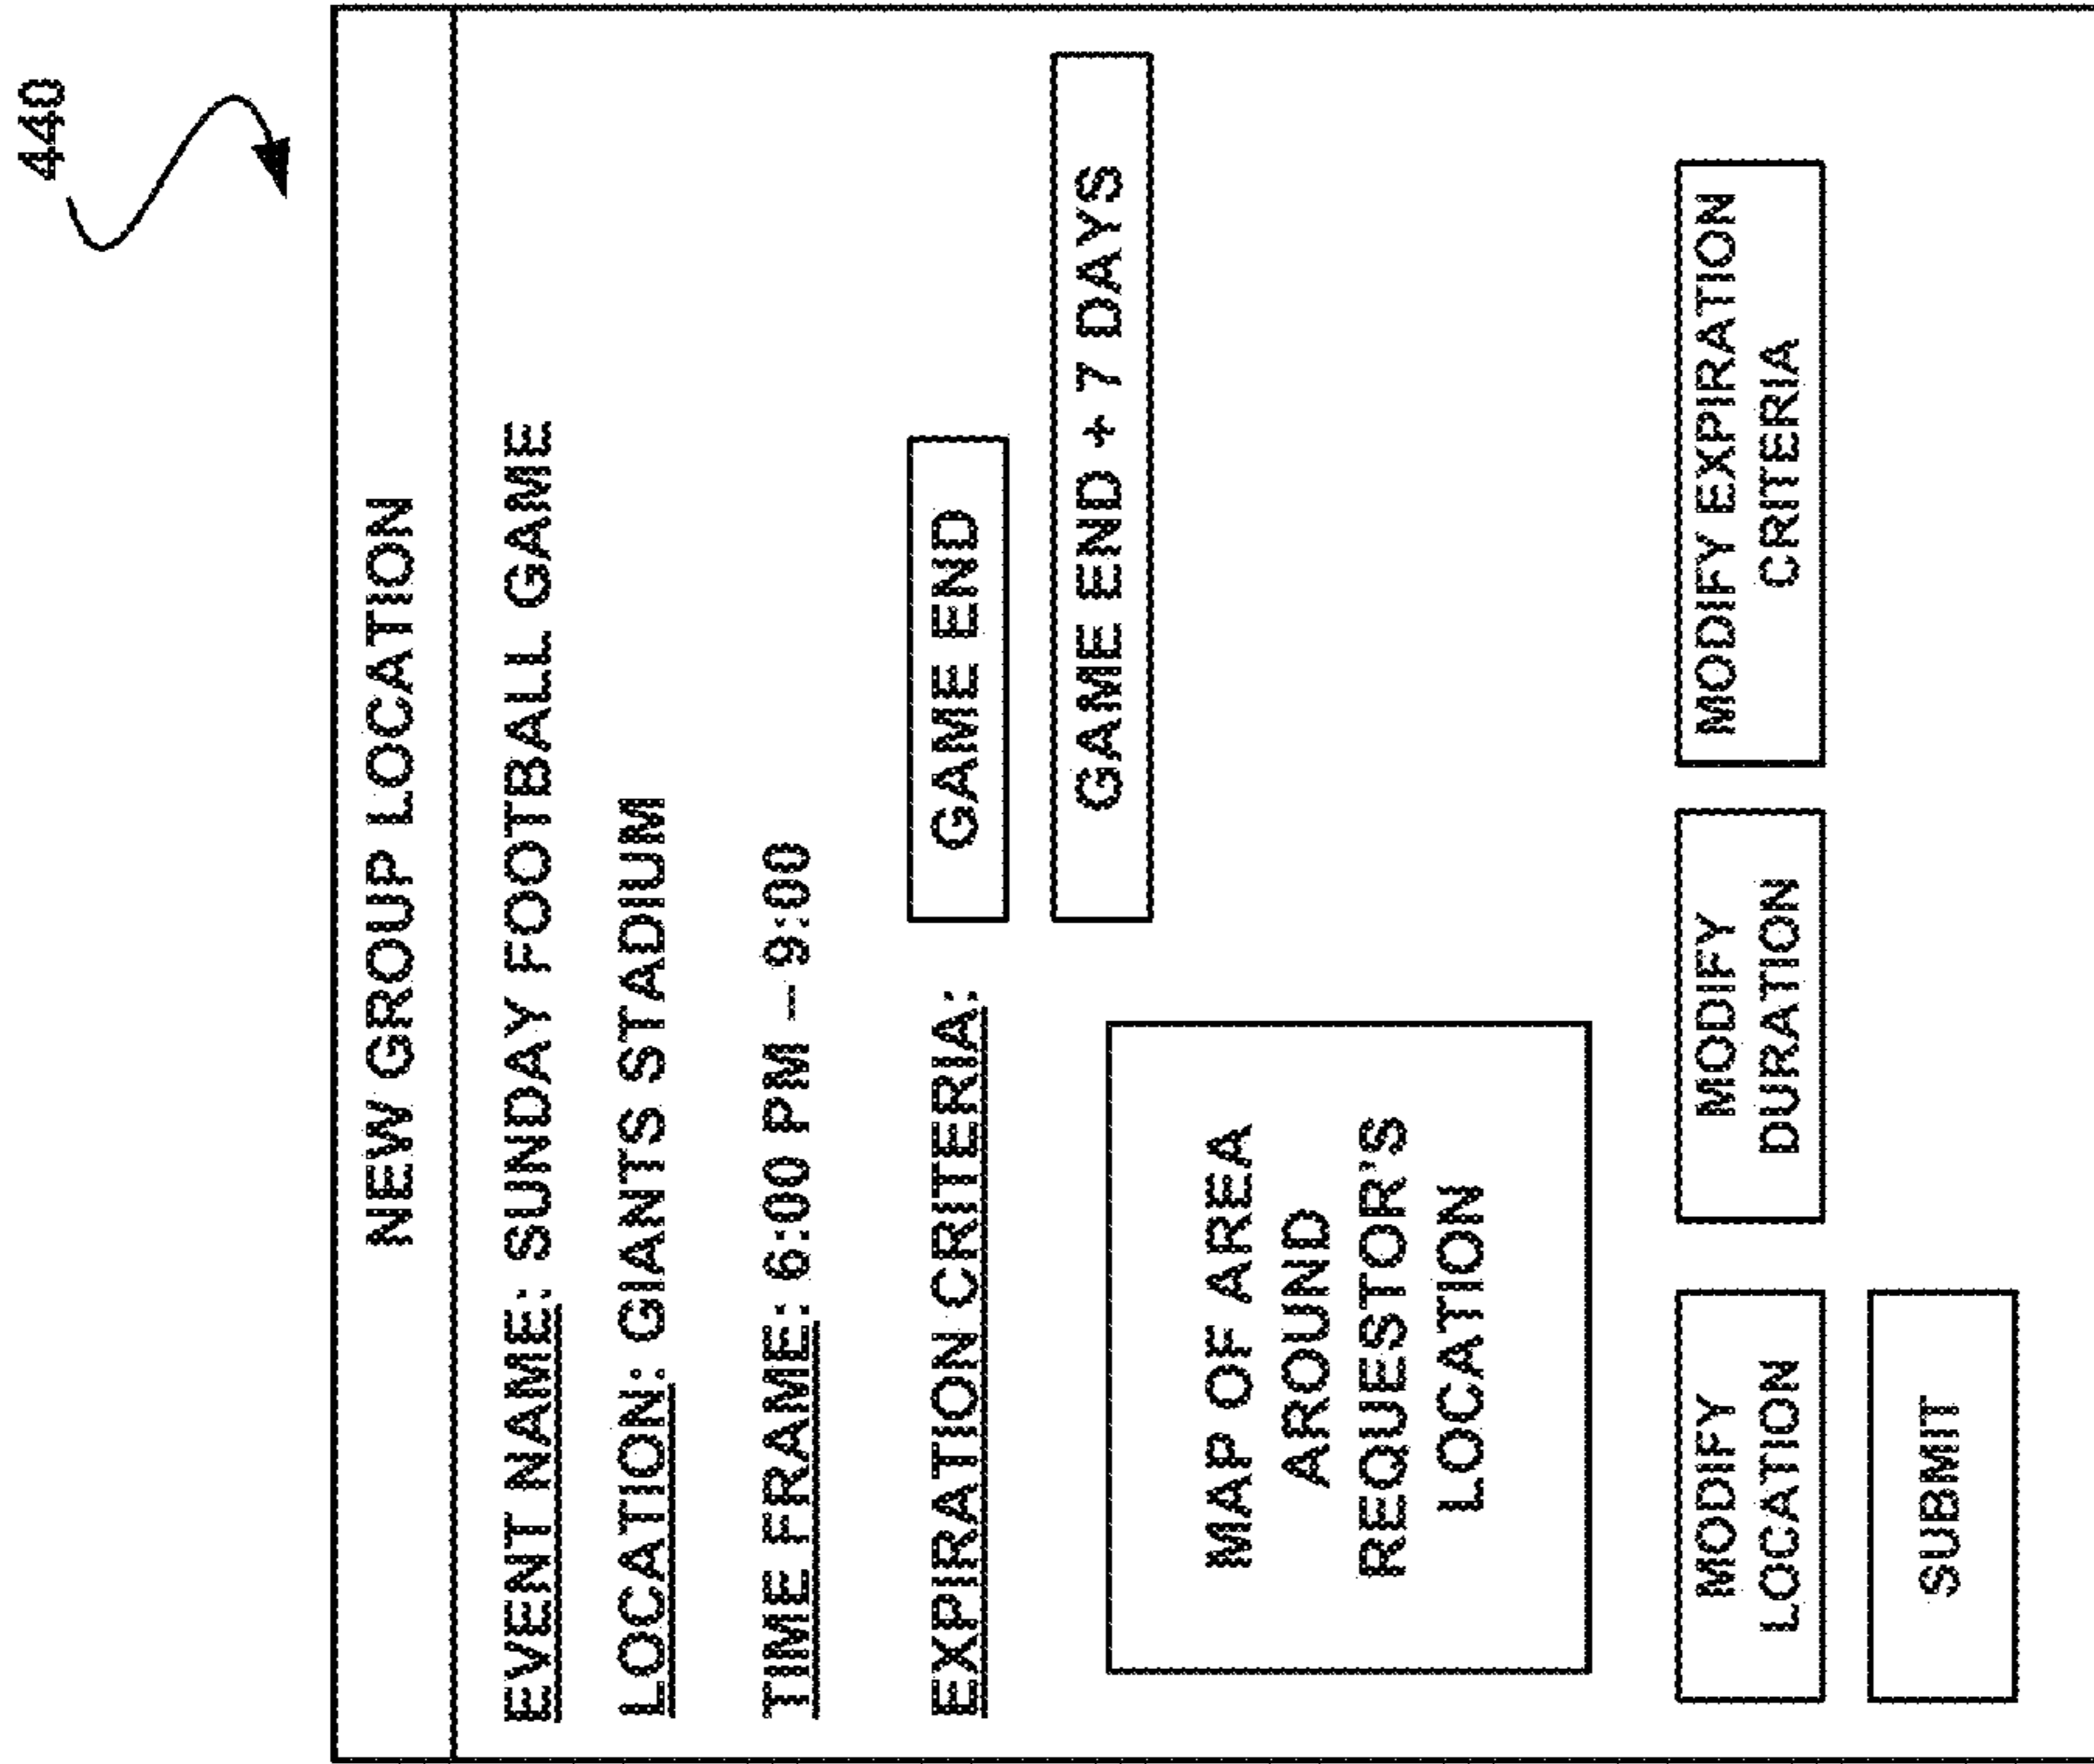 440
NEW GROUP LOCATION
EVENT NAME: SUNDAY FOOTBALL GAME
LOCATION: GIANTS STADIUM
TIME FRAME: 6:00 PM – 9:00
EXPIRATION CRITERIA:
GAME END
GAME END + 7 DAYS
MAP OF AREA
AROUND
REQUESTOR'S
LOCATION
MODIFY
LOCATION
MODIFY
DURATION
MODIFY EXPIRATION
CRITERIA
SUBMIT